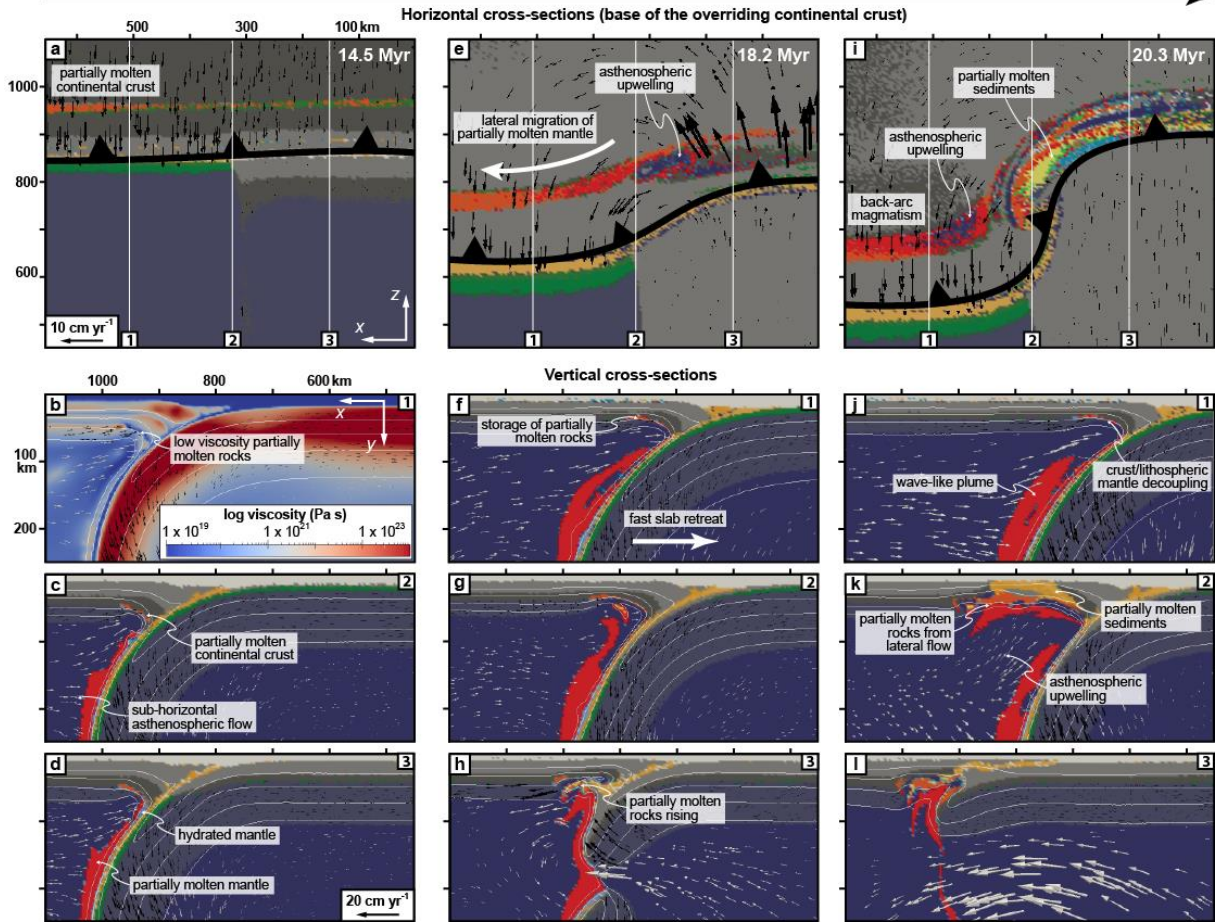 Horizontal cross-sections (base of the overriding continental crust)
500 300 100 km
a
14.5 Myr
partially molten
continental crust
1000
800
600
400
10 cm yr⁻¹
z
x
1 2 3
e
18.2 Myr
asthenospheric
upwelling
lateral migration of
partially molten mantle
1 2 3
i
20.3 Myr
partially molten
sediments
asthenospheric
upwelling
back-arc
magmatism
1 2 3
Vertical cross-sections
1000 800 600 km
b
1
x
y
low viscosity partially
molten rocks
100
km
200
log viscosity (Pa s)
1 x 10¹⁹ 1 x 10²¹ 1 x 10²³
f
1
storage of partially
molten rocks
fast slab retreat
j
1
wave-like plume
crust/lithospheric
mantle decoupling
c
2
partially molten
continental crust
sub-horizontal
asthenospheric flow
g
2
k
2
partially molten
rocks from
lateral flow
partially molten
sediments
asthenospheric
upwelling
d
3
hydrated mantle
partially molten mantle
20 cm yr⁻¹
h
3
partially molten
rocks rising
l
3